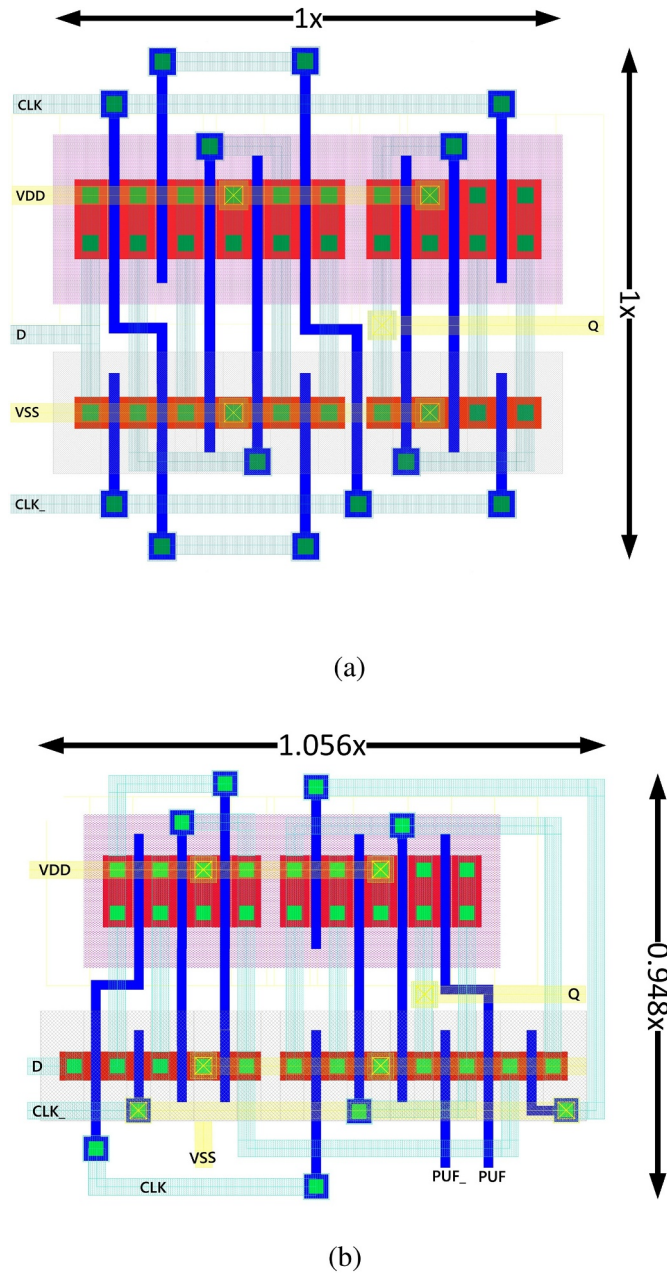 1x
CLK
VDD
1x
D
Q
VSS
CLK_
(a)
1.056x
VDD
0.948x
Q
D
CLK_
VSS
PUF_ PUF
CLK
(b)